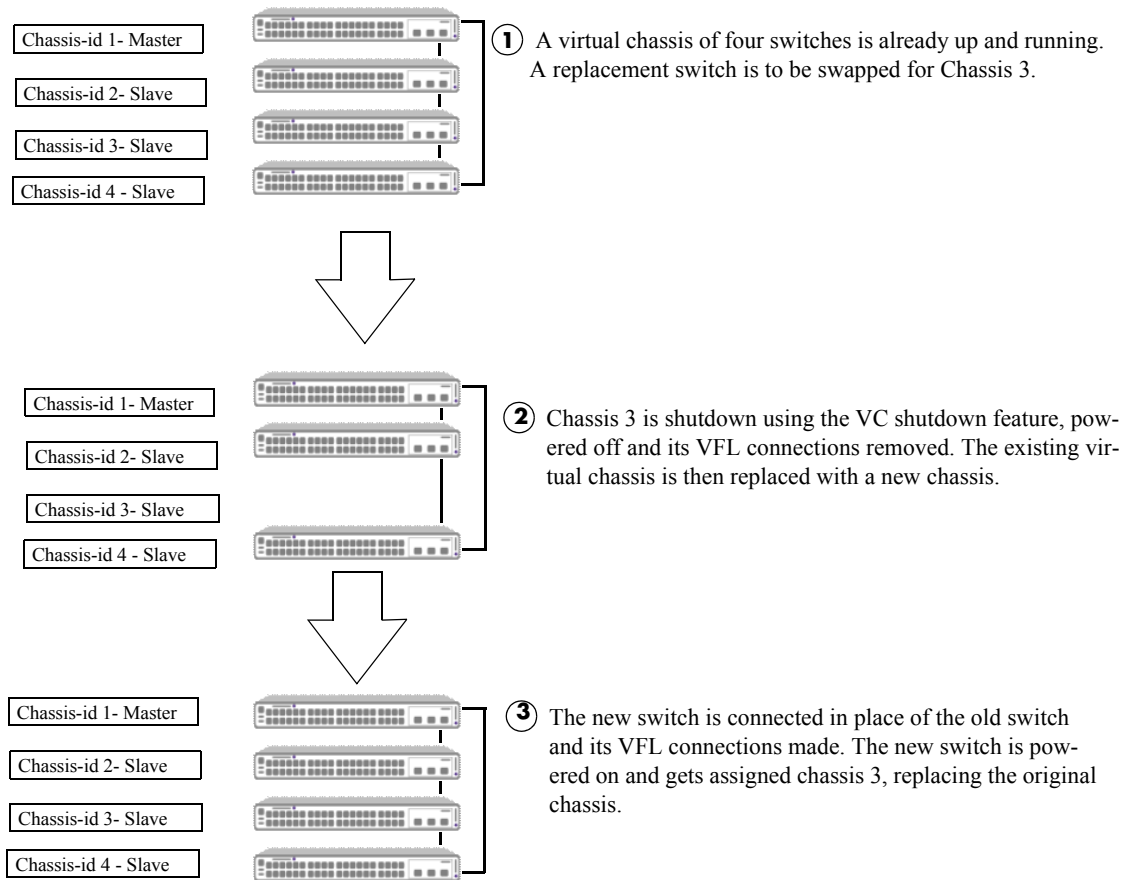 Chassis-id 1- Master
Chassis-id 2- Slave
Chassis-id 3- Slave
Chassis-id 4 - Slave
1 A virtual chassis of four switches is already up and running.
A replacement switch is to be swapped for Chassis 3.
Chassis-id 1- Master
Chassis-id 2- Slave
Chassis-id 3- Slave
Chassis-id 4 - Slave
2 Chassis 3 is shutdown using the VC shutdown feature, pow-
ered off and its VFL connections removed. The existing vir-
tual chassis is then replaced with a new chassis.
Chassis-id 1- Master
Chassis-id 2- Slave
Chassis-id 3- Slave
Chassis-id 4 - Slave
3 The new switch is connected in place of the old switch
and its VFL connections made. The new switch is pow-
ered on and gets assigned chassis 3, replacing the original
chassis.